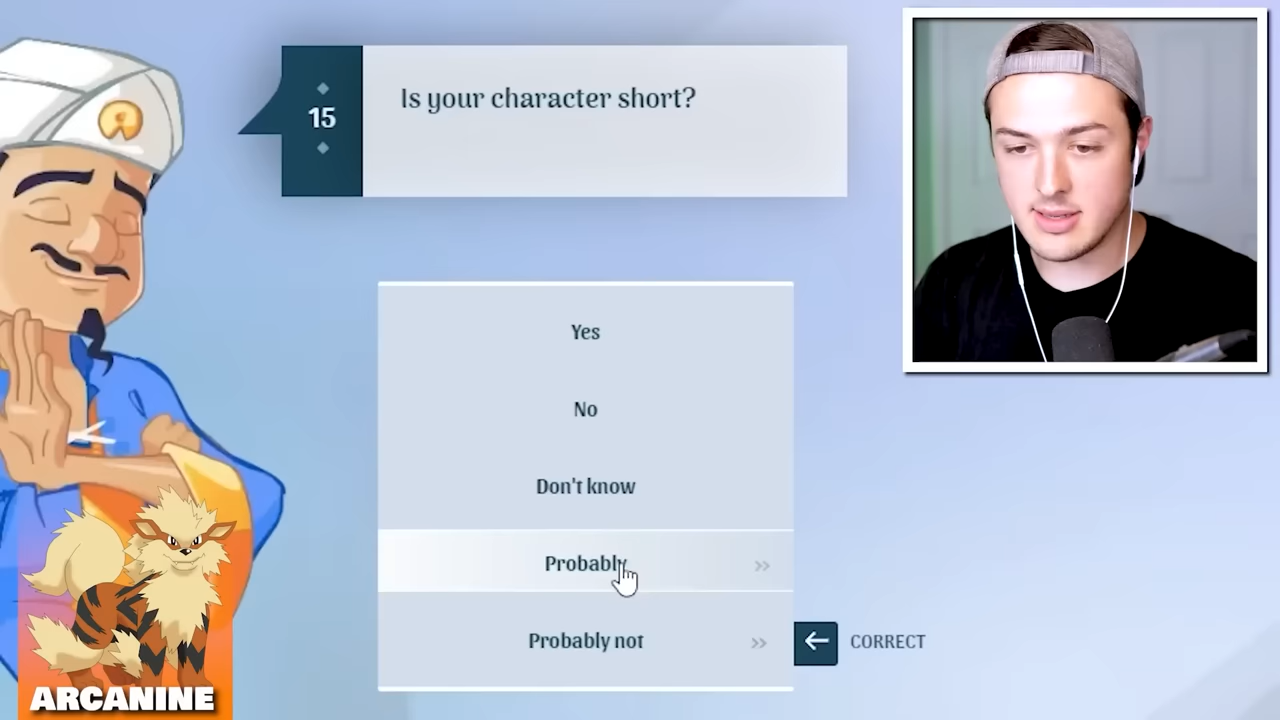 15
Is your character short?
Yes
No
Don't know
Probably
Probably not
CORRECT
ARCANINE